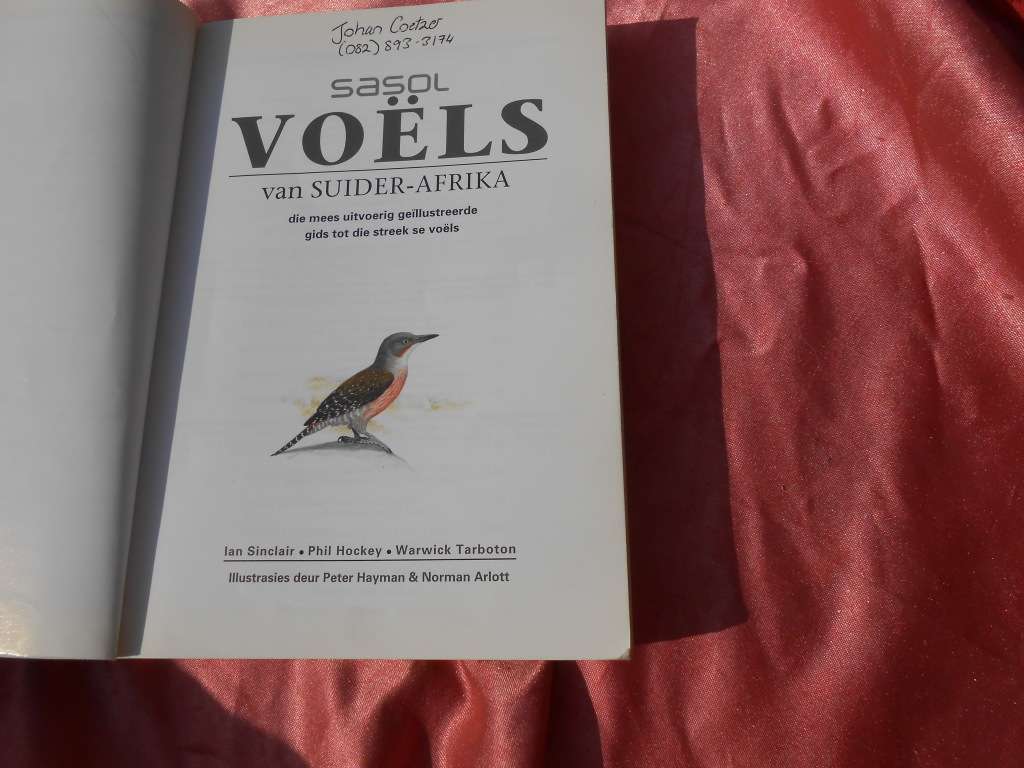 Johan Coetzer
(082) 893-3174
sasol
VOËLS
van SUIDER-AFRIKA
die mees uitvoerig geïllustreerde
gids tot die streek se voëls
Ian Sinclair • Phil Hockey • Warwick Tarboton
Illustrasies deur Peter Hayman & Norman Arlott